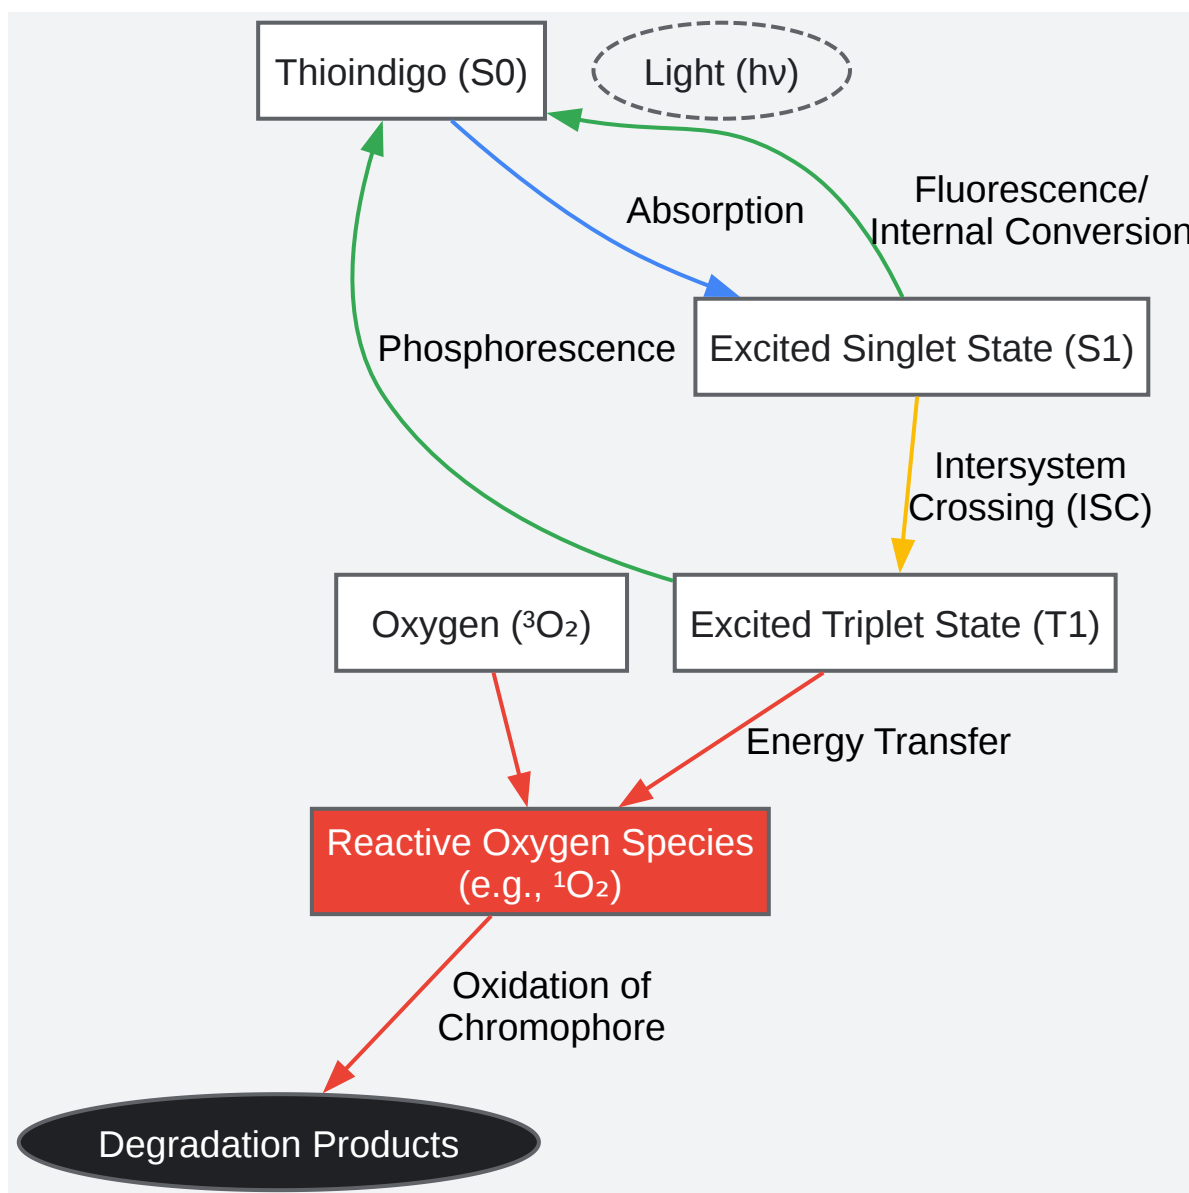 Thioindigo (S0)
Light (hν)
Fluorescence/
Internal Conversion
Absorption
Phosphorescence
Excited Singlet State (S1)
Intersystem
Crossing (ISC)
Oxygen (³O₂)
Excited Triplet State (T1)
Energy Transfer
Reactive Oxygen Species
(e.g., ¹O₂)
Oxidation of
Chromophore
Degradation Products